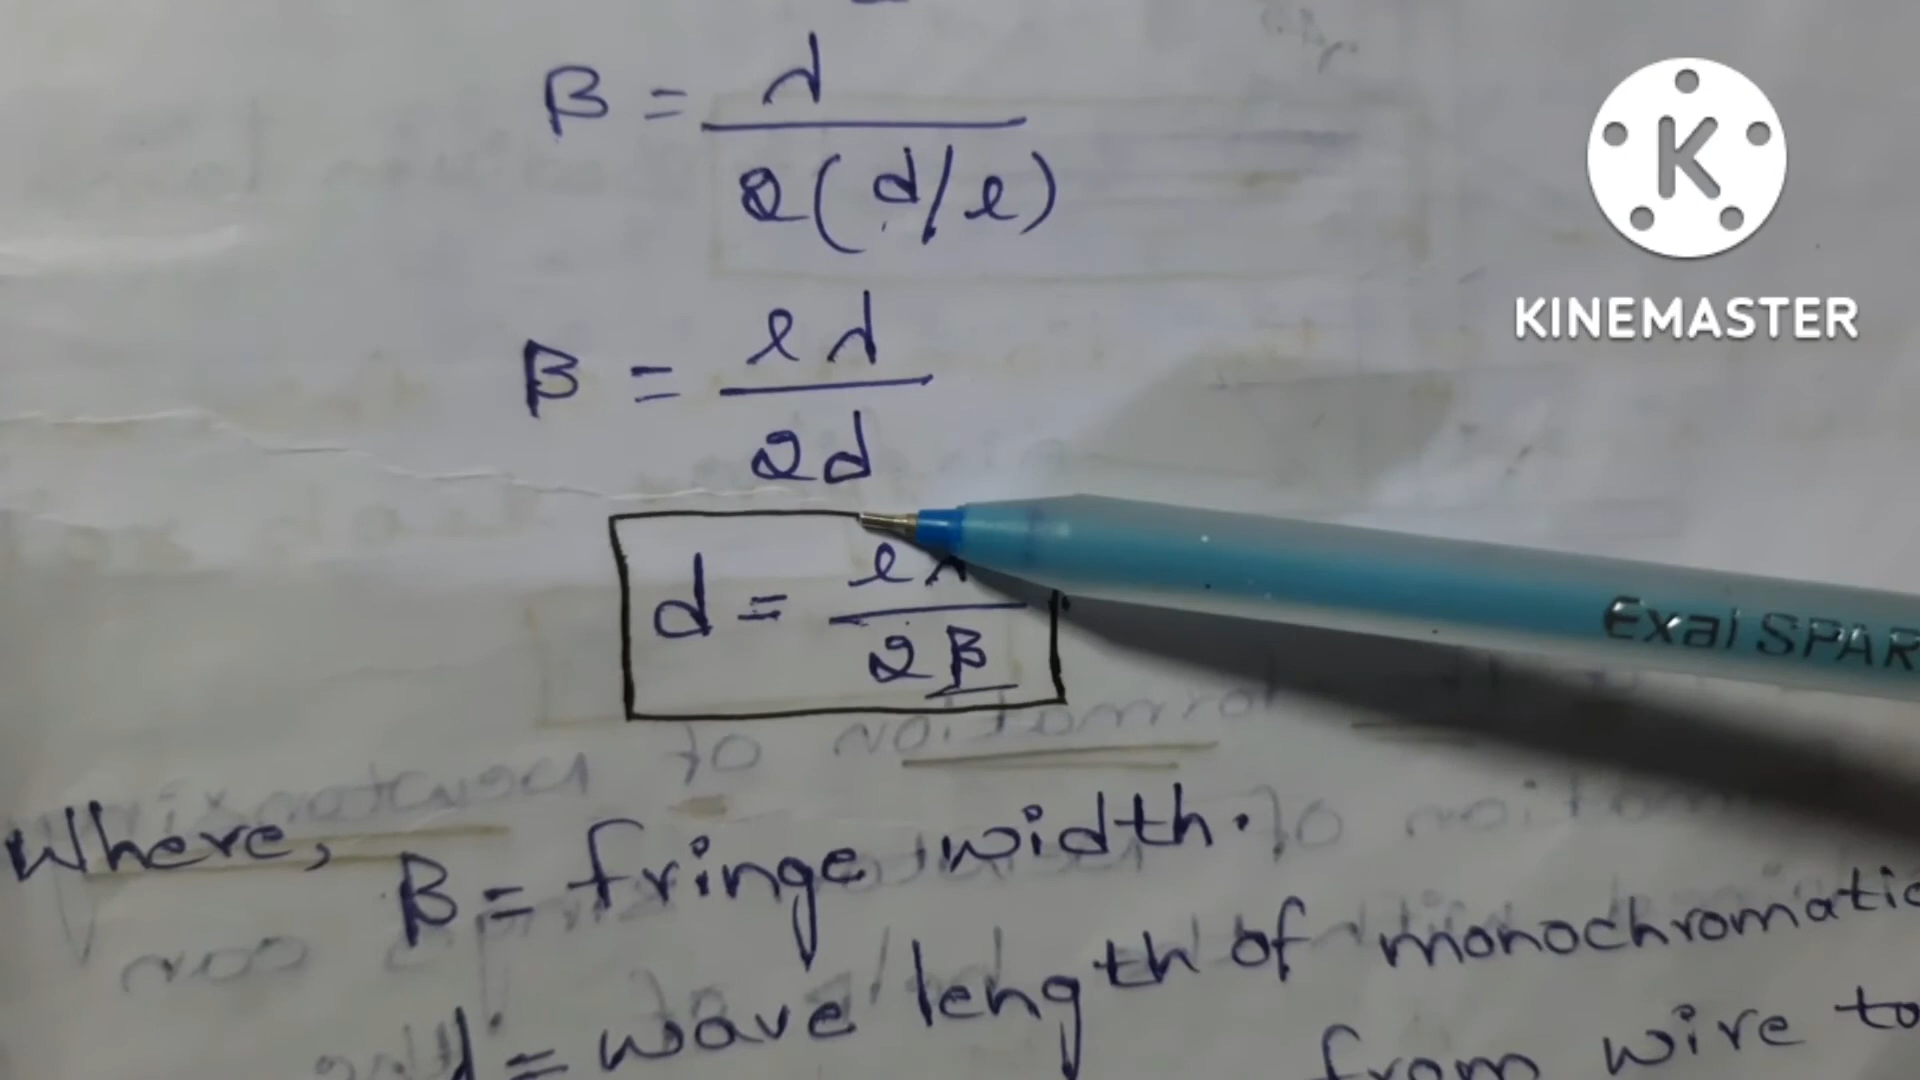 β = λ / 2(d/l)
KINEMASTER
β = lλ / 2d
d = lλ / 2β
Exal SPAR
Where,
β = fringe width.
λ = wave length of monochromatic
from wire to